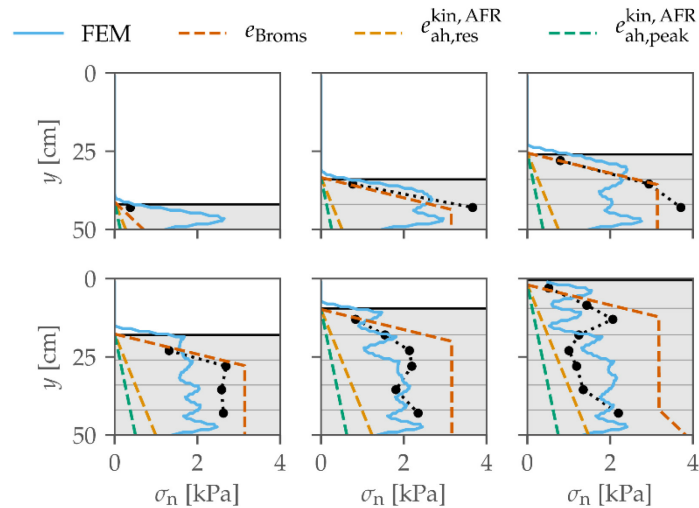 FEM e_Broms e_ah,res^kin, AFR e_ah,peak^kin, AFR
0
25
50
y [cm]
0
25
50
y [cm]
0 2 4 0 2 4 0 2 4
σ_n [kPa] σ_n [kPa] σ_n [kPa]